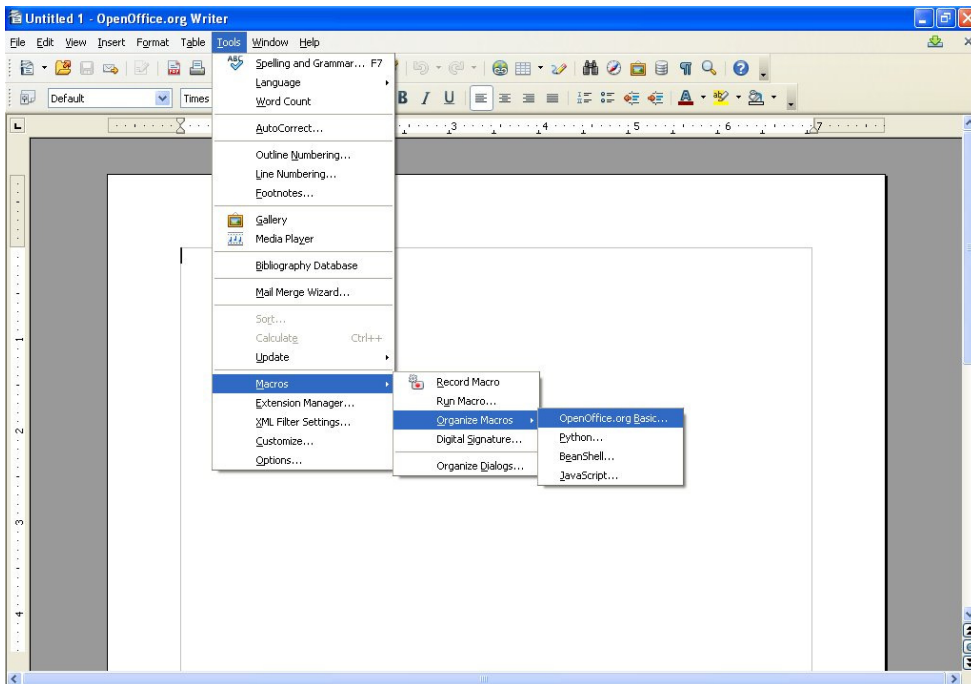 Untitled 1 - OpenOffice.org Writer
File Edit View Insert Format Table Tools Window Help
Default
Times
3 4 5 6 7
Spelling and Grammar... F7
Language
Word Count
AutoCorrect...
Outline Numbering...
Line Numbering...
Footnotes...
Gallery
Media Player
Bibliography Database
Mail Merge Wizard...
Sort...
Calculate Ctrl++
Update
Macros
Extension Manager...
XML Filter Settings...
Customize...
Options...
Record Macro
Run Macro...
Organize Macros
Digital Signature...
Organize Dialogs...
OpenOffice.org Basic...
Python...
BeanShell...
JavaScript...
1
2
3
4